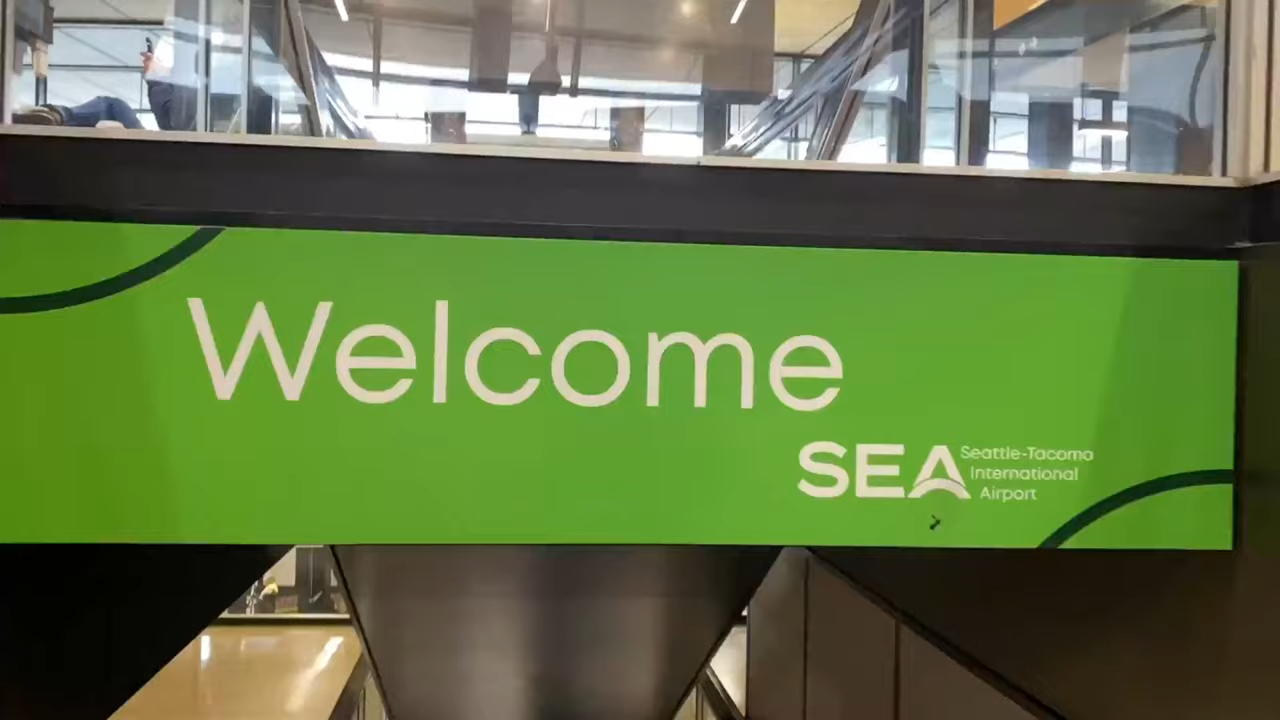 Welcome
SEA
Seattle-Tacoma
International
Airport